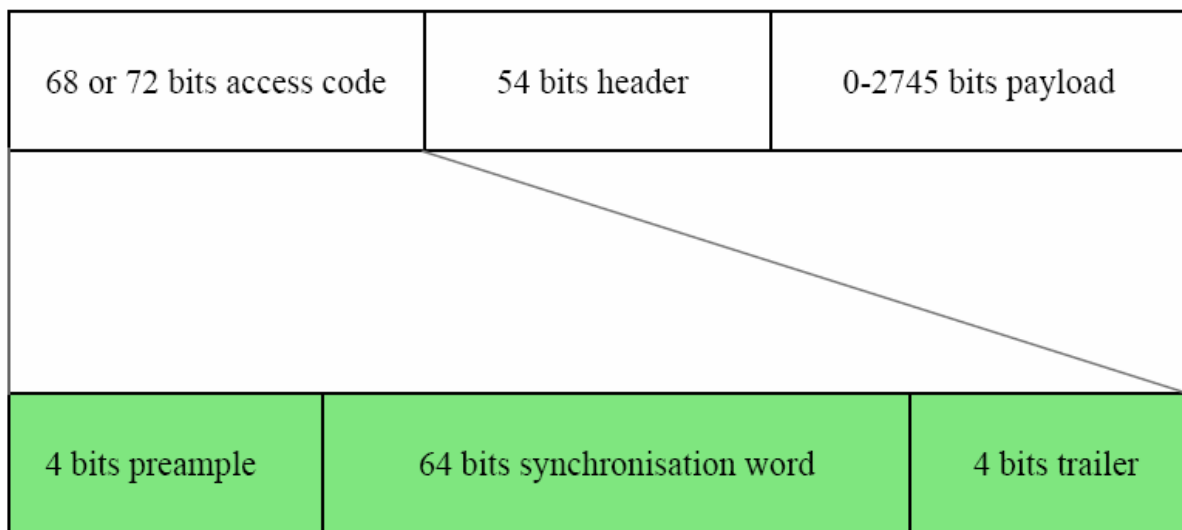 68 or 72 bits access code
54 bits header
0-2745 bits payload
4 bits preample
64 bits synchronisation word
4 bits trailer